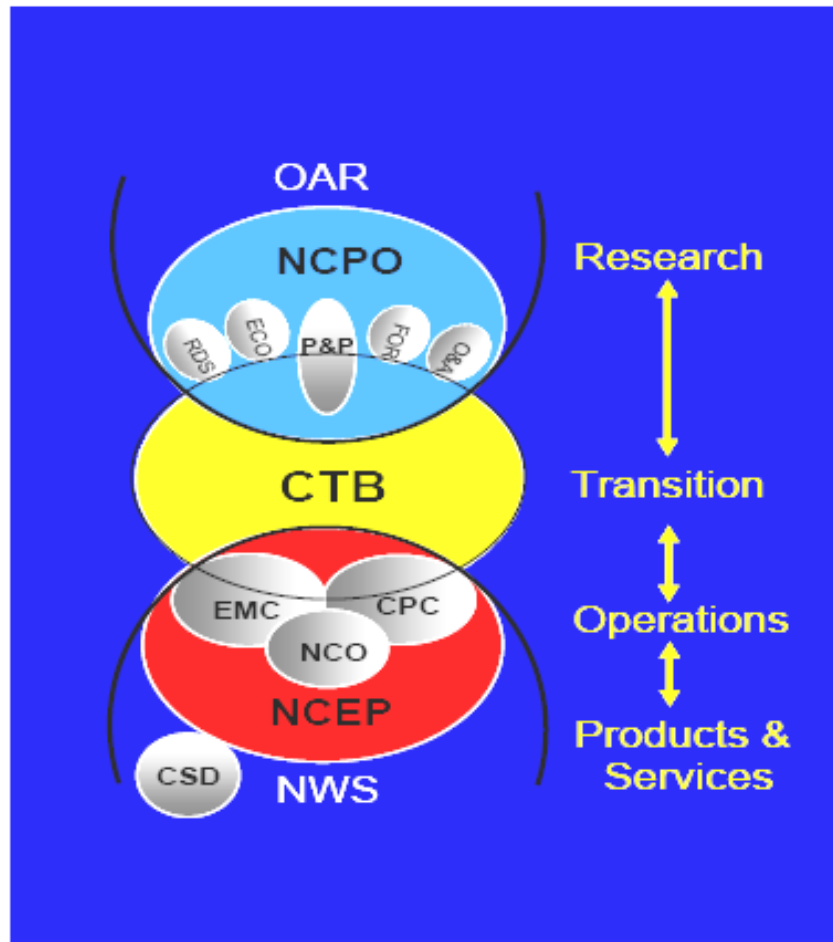 OAR
NCPO
RDS
ECO
P&P
FOR
O&A
CTB
EMC
CPC
NCO
NCEP
CSD
NWS
Research
Transition
Operations
Products &
Services